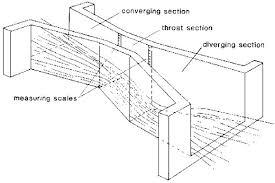 converging section
throat section
diverging section
measuring scales